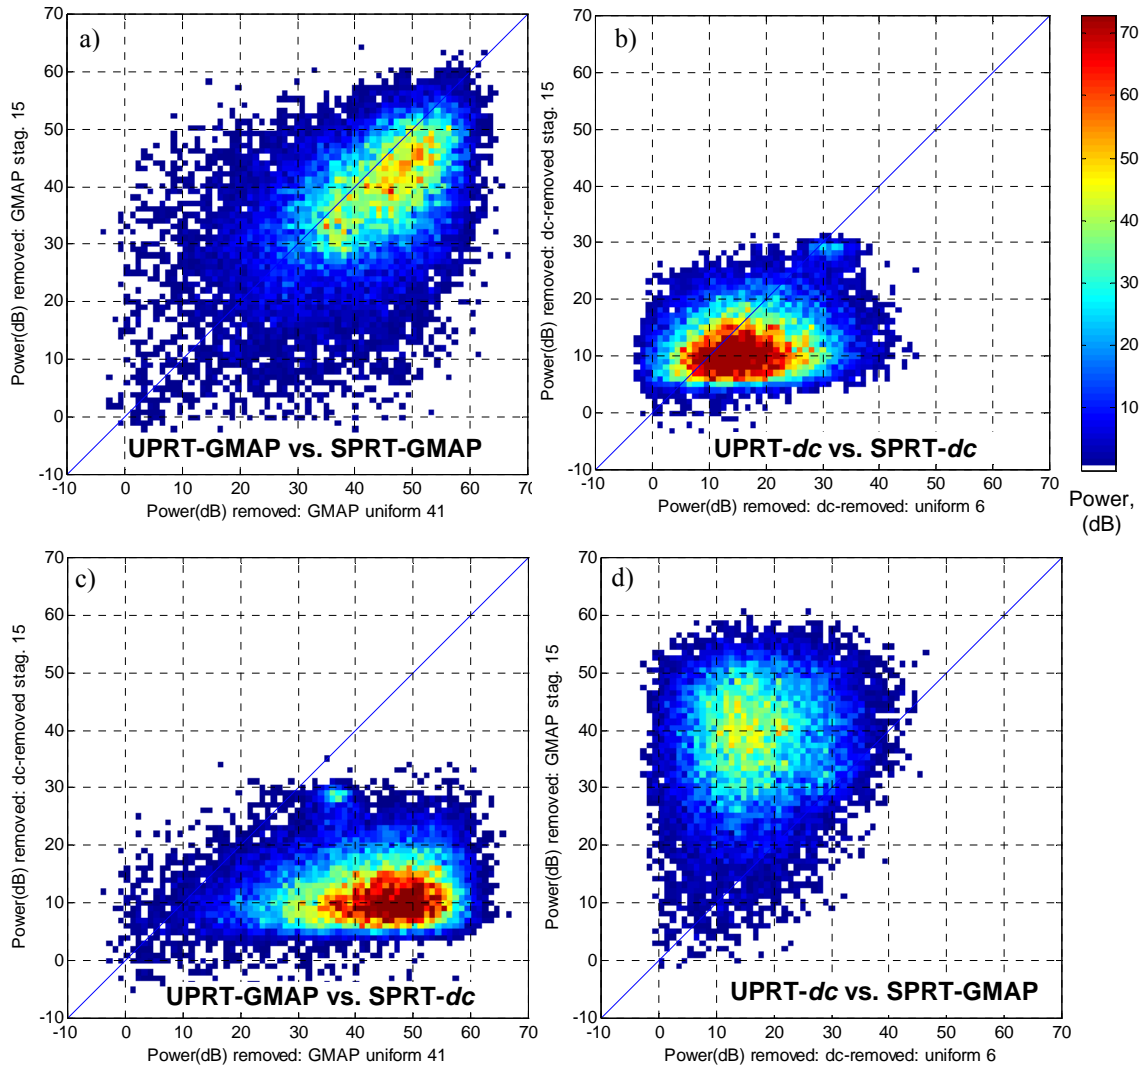 a)
70
60
50
40
30
20
10
0
-10
Power(dB) removed: GMAP stag. 15
UPRT-GMAP vs. SPRT-GMAP
-10 0 10 20 30 40 50 60 70
Power(dB) removed: GMAP uniform 41
b)
70
60
50
40
30
20
10
0
-10
Power(dB) removed: dc-removed stag. 15
UPRT-dc vs. SPRT-dc
-10 0 10 20 30 40 50 60 70
Power(dB) removed: dc-removed: uniform 6
70
60
50
40
30
20
10
Power,
(dB)
c)
70
60
50
40
30
20
10
0
-10
Power(dB) removed: dc-removed stag. 15
UPRT-GMAP vs. SPRT-dc
-10 0 10 20 30 40 50 60 70
Power(dB) removed: GMAP uniform 41
d)
70
60
50
40
30
20
10
0
-10
Power(dB) removed: GMAP stag. 15
UPRT-dc vs. SPRT-GMAP
-10 0 10 20 30 40 50 60 70
Power(dB) removed: dc-removed: uniform 6